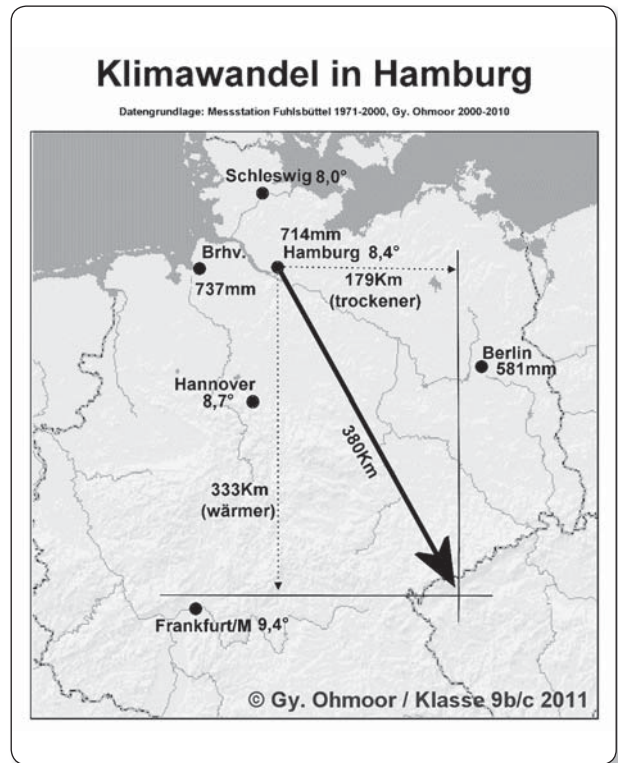 Klimawandel in Hamburg
Datengrundlage: Messstation Fuhlsbüttel 1971-2000, Gy. Ohmoor 2000-2010
Schleswig 8,0°
714mm
Brhv.
Hamburg 8,4°
737mm
179Km
(trockener)
Berlin
581mm
Hannover
8,7°
380Km
333Km
(wärmer)
Frankfurt/M 9,4°
© Gy. Ohmoor / Klasse 9b/c 2011